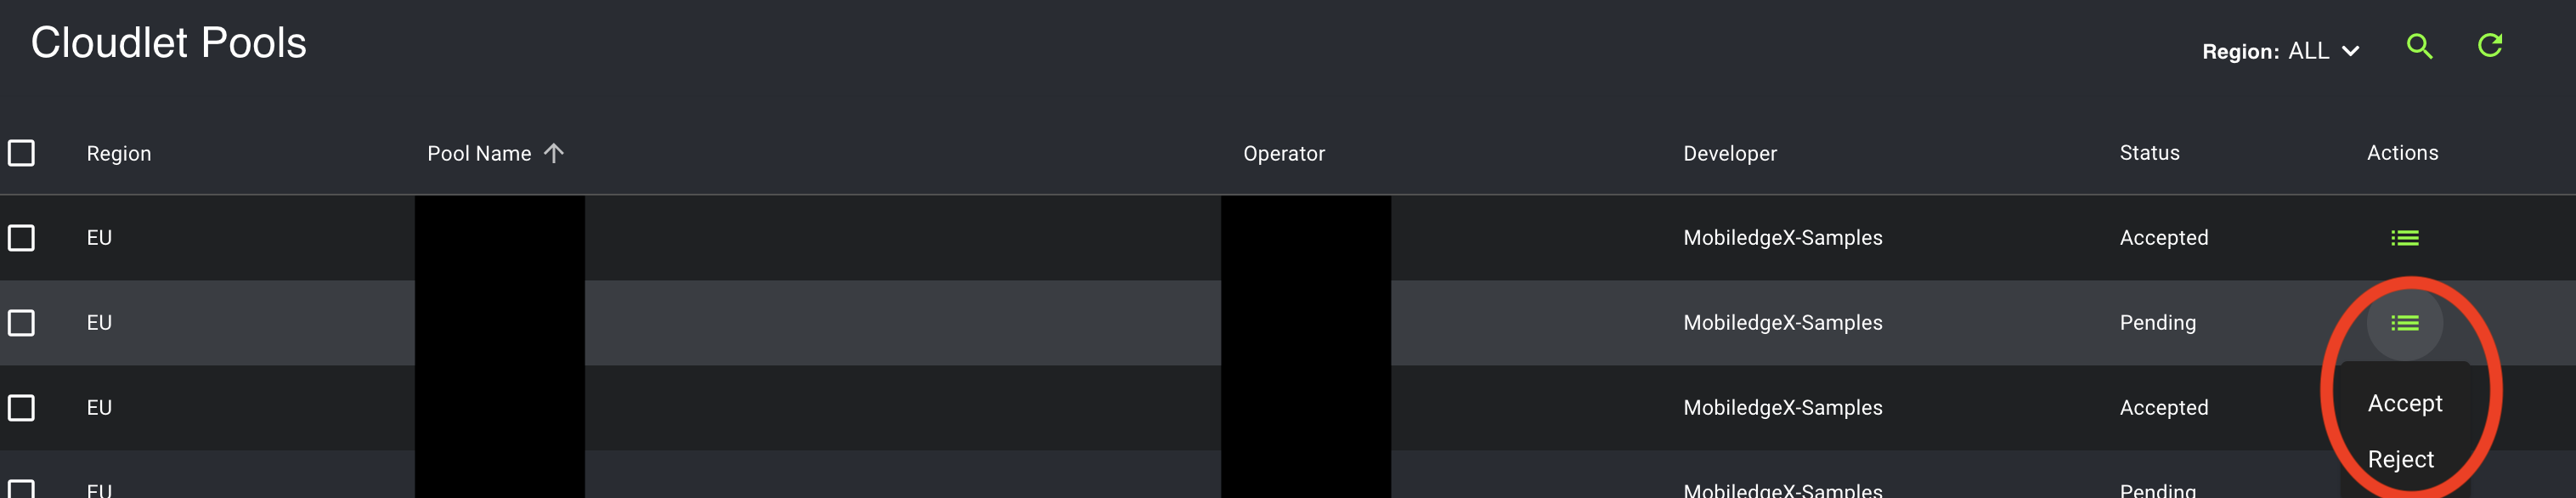 Cloudlet Pools
Region: ALL
Region Pool Name Operator Developer Status Actions
EU MobiledgeX-Samples Accepted
EU MobiledgeX-Samples Pending
EU MobiledgeX-Samples Accepted
Accept
Reject
EU MobiledgeX-Samples Pending